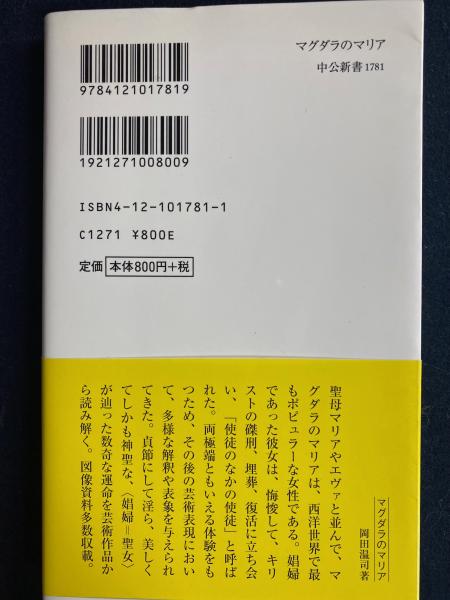 マグダラのマリア
中公新書 1781
9784121017819
1921271008009
ISBN4-12-101781-1
C1271 ¥800E
定価 本体800円+税
マグダラのマリア
岡田温司著
聖母マリアやエヴァと並んで、マ
グダラのマリアは、西洋世界で最
もポピュラーな女性である。娼婦
であった彼女は、悔悛して、キリ
ストの磔刑、埋葬、復活に立ち会
い、「使徒のなかの使徒」と呼ば
れた。両極端ともいえる体験をも
つため、その後の芸術表現におい
て、多様な解釈や表象を与えられ
てきた。貞節にして淫ら、美しく
てしかも神聖な、〈娼婦=聖女〉
が辿った数奇な運命を芸術作品か
ら読み解く。図像資料多数収載。